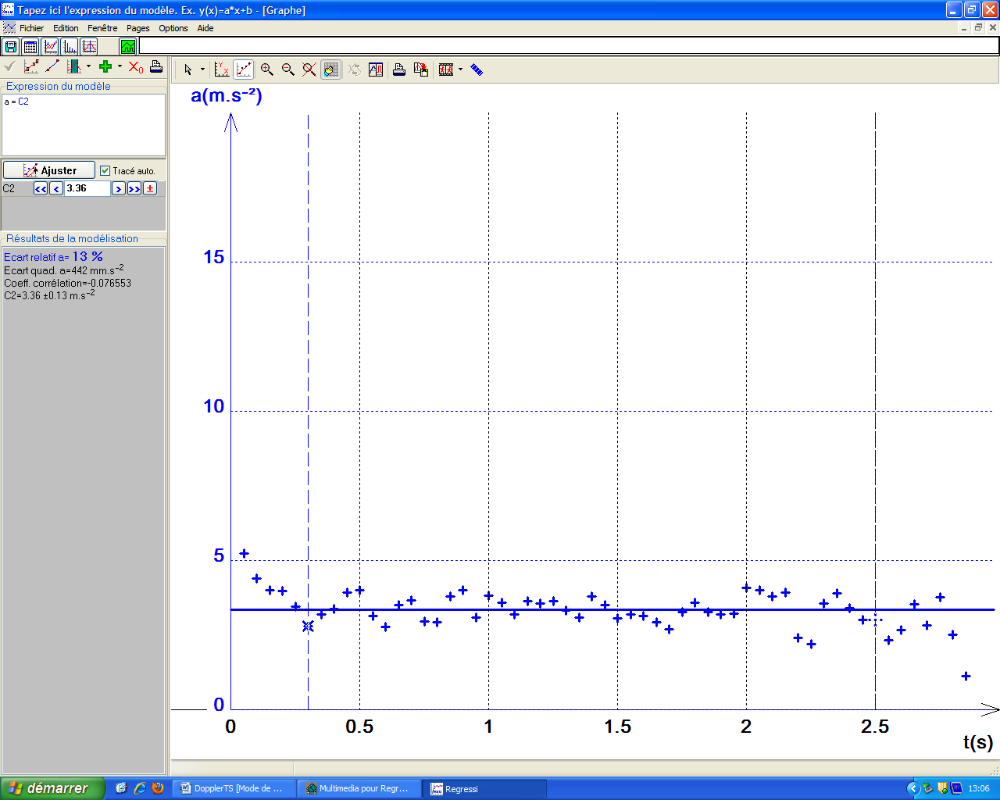 Tapez ici l'expression du modèle. Ex. y(x)=a*x+b - [Graphe]
Fichier Edition Fenêtre Pages Options Aide
Expression du modèle
a = C2
Ajuster Tracé auto.
C2 << < 3.36 > >> ±
Résultats de la modélisation
Ecart relatif a= 13 %
Ecart quad. a=442 mm.s⁻²
Coeff. corrélation=-0.076553
C2=3.36 ±0.13 m.s⁻²
a(m.s⁻²)
15
10
5
0
0 0.5 1 1.5 2 2.5
t(s)
démarrer DopplerTS [Mode de ... Multimedia pour Regr... Regressi 13:06